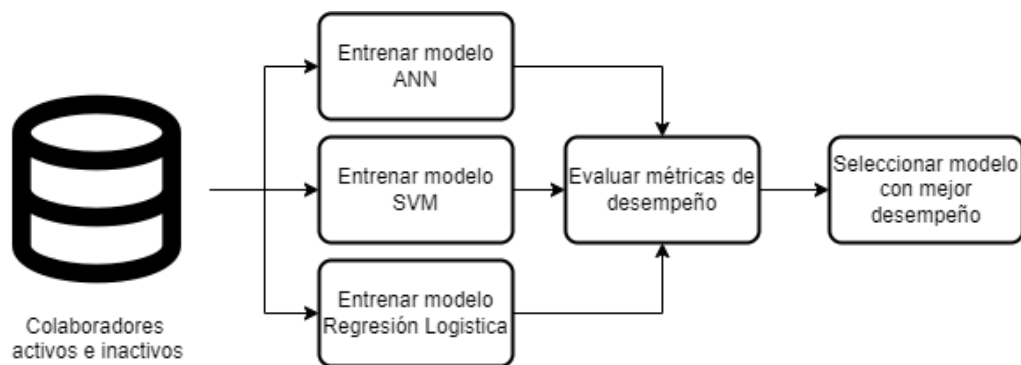 Colaboradores
activos e inactivos
Entrenar modelo
ANN
Entrenar modelo
SVM
Entrenar modelo
Regresión Logistica
Evaluar métricas de
desempeño
Seleccionar modelo
con mejor
desempeño